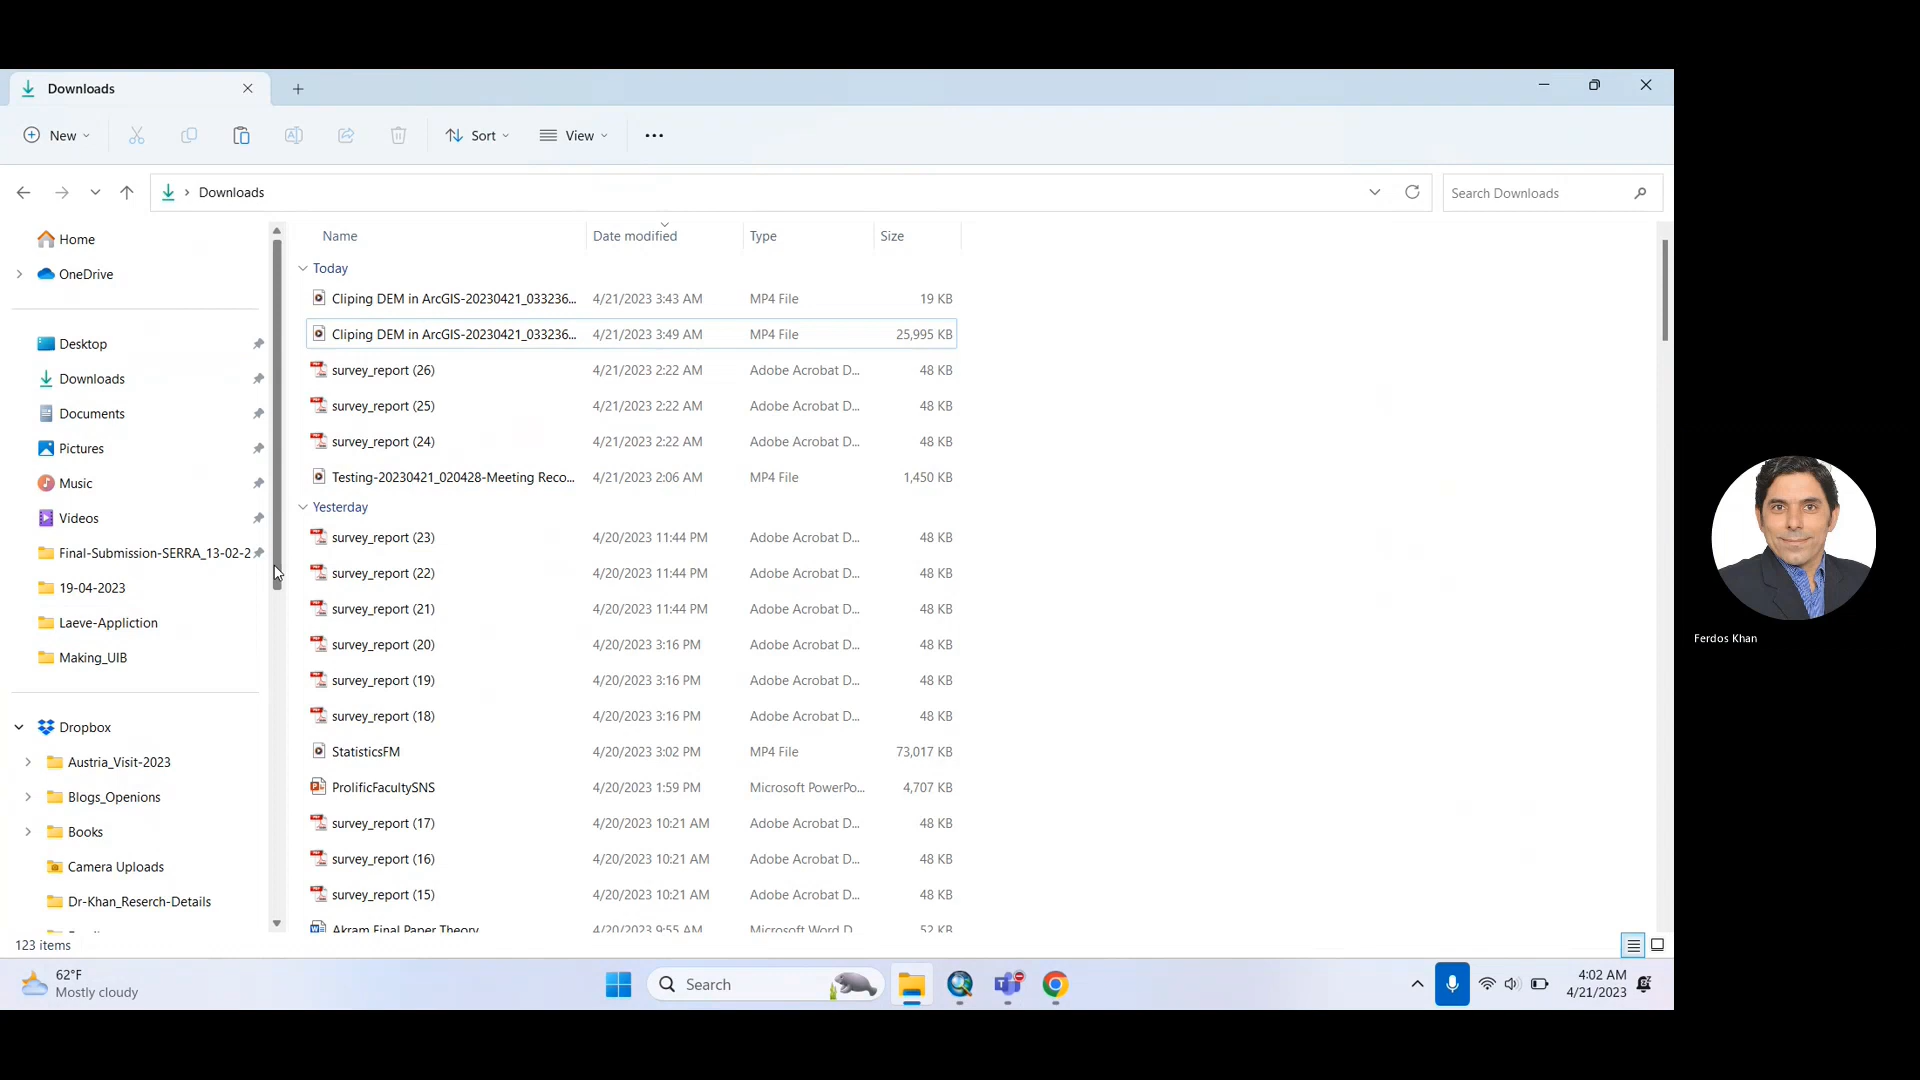 Downloads
New
Sort
View
Downloads
Search Downloads
Home
OneDrive
Desktop
Downloads
Documents
Pictures
Music
Videos
Final-Submission-SERRA_13-02-2
19-04-2023
Laeve-Appliction
Making_UIB
Dropbox
Austria_Visit-2023
Blogs_Openions
Books
Camera Uploads
Dr-Khan_Reserch-Details
Name Date modified Type Size
Today
Cliping DEM in ArcGIS-20230421_033236... 4/21/2023 3:43 AM MP4 File 19 KB
Cliping DEM in ArcGIS-20230421_033236... 4/21/2023 3:49 AM MP4 File 25,995 KB
survey_report (26) 4/21/2023 2:22 AM Adobe Acrobat D... 48 KB
survey_report (25) 4/21/2023 2:22 AM Adobe Acrobat D... 48 KB
survey_report (24) 4/21/2023 2:22 AM Adobe Acrobat D... 48 KB
Testing-20230421_020428-Meeting Reco... 4/21/2023 2:06 AM MP4 File 1,450 KB
Yesterday
survey_report (23) 4/20/2023 11:44 PM Adobe Acrobat D... 48 KB
survey_report (22) 4/20/2023 11:44 PM Adobe Acrobat D... 48 KB
survey_report (21) 4/20/2023 11:44 PM Adobe Acrobat D... 48 KB
survey_report (20) 4/20/2023 3:16 PM Adobe Acrobat D... 48 KB
survey_report (19) 4/20/2023 3:16 PM Adobe Acrobat D... 48 KB
survey_report (18) 4/20/2023 3:16 PM Adobe Acrobat D... 48 KB
StatisticsFM 4/20/2023 3:02 PM MP4 File 73,017 KB
ProlificFacultySNS 4/20/2023 1:59 PM Microsoft PowerPo... 4,707 KB
survey_report (17) 4/20/2023 10:21 AM Adobe Acrobat D... 48 KB
survey_report (16) 4/20/2023 10:21 AM Adobe Acrobat D... 48 KB
survey_report (15) 4/20/2023 10:21 AM Adobe Acrobat D... 48 KB
Akram Final Paper Theory 4/20/2023 9:55 AM Microsoft Word D... 52 KB
123 items
62°F
Mostly cloudy
Search
4:02 AM
4/21/2023
Ferdos Khan